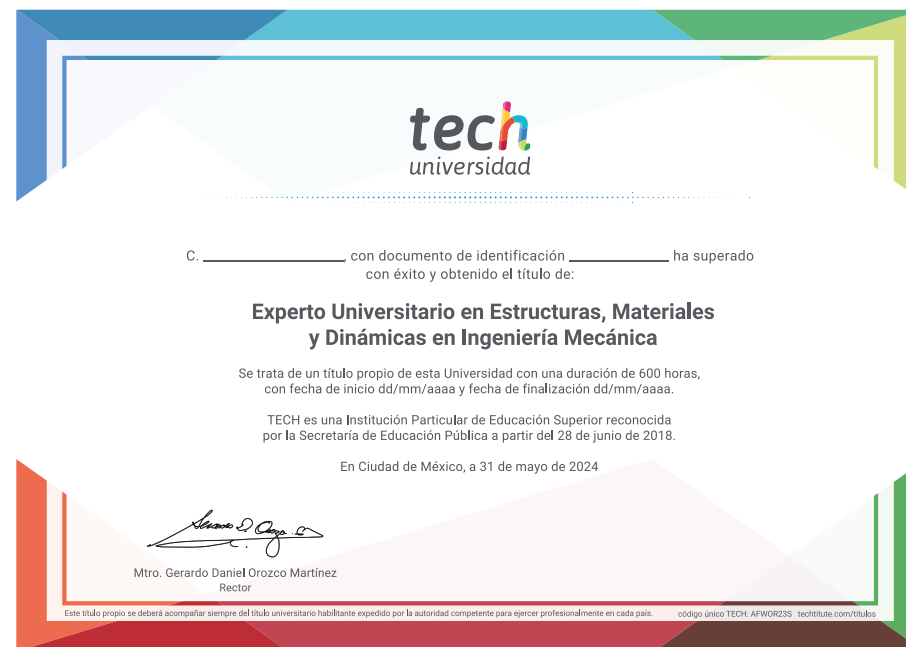 tech
universidad
C. ____________________, con documento de identificación ______________ ha superado
con éxito y obtenido el título de:
Experto Universitario en Estructuras, Materiales
y Dinámicas en Ingeniería Mecánica
Se trata de un título propio de esta Universidad con una duración de 600 horas,
con fecha de inicio dd/mm/aaaa y fecha de finalización dd/mm/aaaa.
TECH es una Institución Particular de Educación Superior reconocida
por la Secretaría de Educación Pública a partir del 28 de junio de 2018.
En Ciudad de México, a 31 de mayo de 2024
Mtro. Gerardo Daniel Orozco Martínez
Rector
Este título propio se deberá acompañar siempre del título universitario habilitante expedido por la autoridad competente para ejercer profesionalmente en cada país. código único TECH: AFWOR23S techtitute.com/titulos